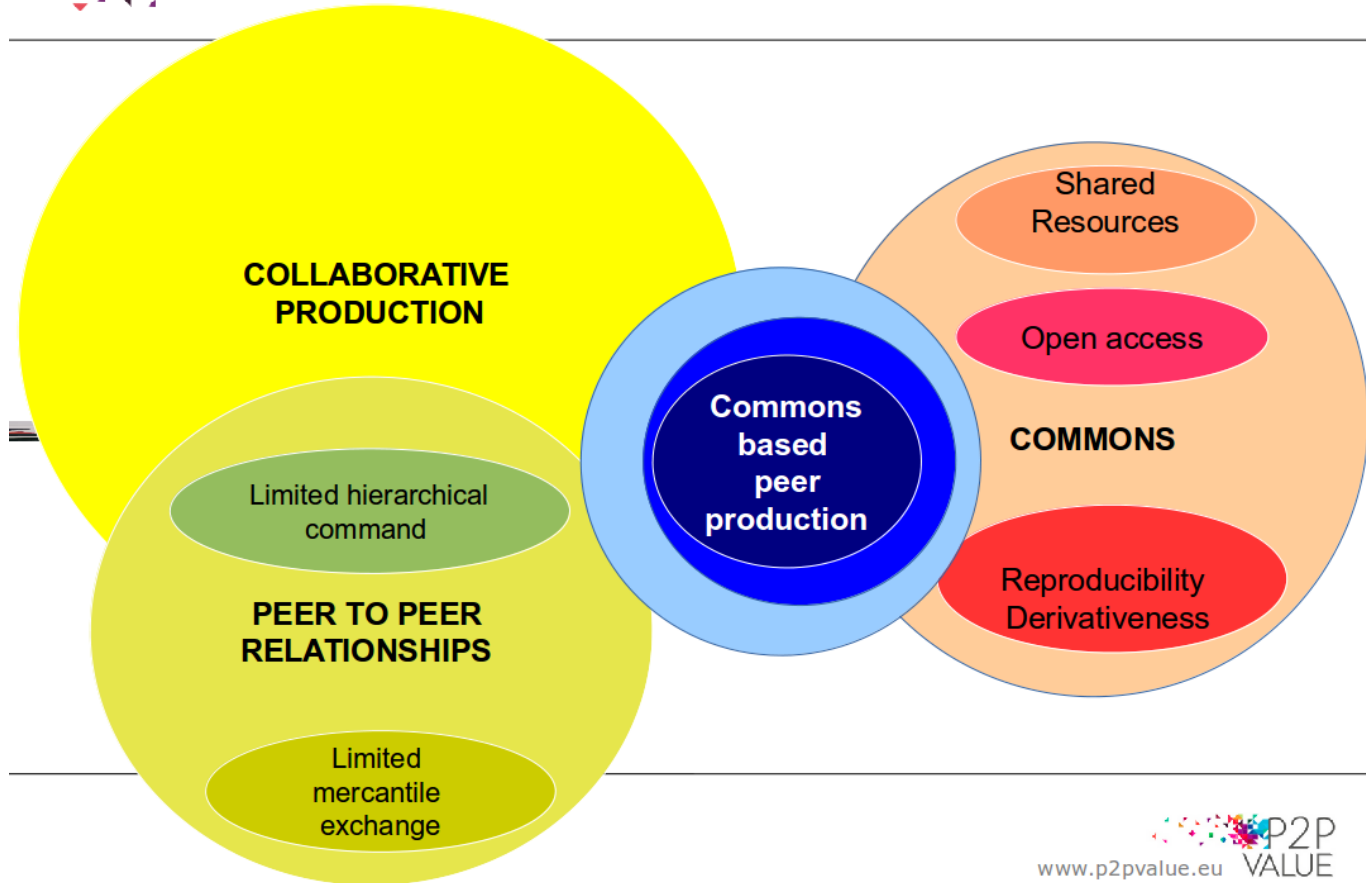 COLLABORATIVE
PRODUCTION
Limited hierarchical
command
PEER TO PEER
RELATIONSHIPS
Limited
mercantile
exchange
Commons
based
peer
production
Shared
Resources
Open access
COMMONS
Reproducibility
Derivativeness
www.p2pvalue.eu
P2P
VALUE